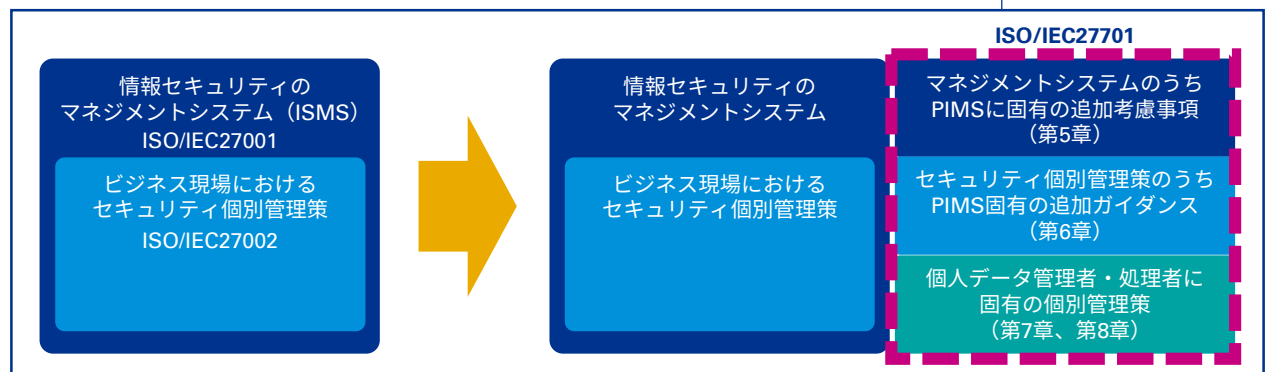 ISO/IEC27701
情報セキュリティの
マネジメントシステム（ISMS）
ISO/IEC27001
ビジネス現場における
セキュリティ個別管理策
ISO/IEC27002
情報セキュリティの
マネジメントシステム
ビジネス現場における
セキュリティ個別管理策
マネジメントシステムのうち
PIMSに固有の追加考慮事項
（第5章）
セキュリティ個別管理策のうち
PIMS固有の追加ガイダンス
（第6章）
個人データ管理者・処理者に
固有の個別管理策
（第7章、第8章）